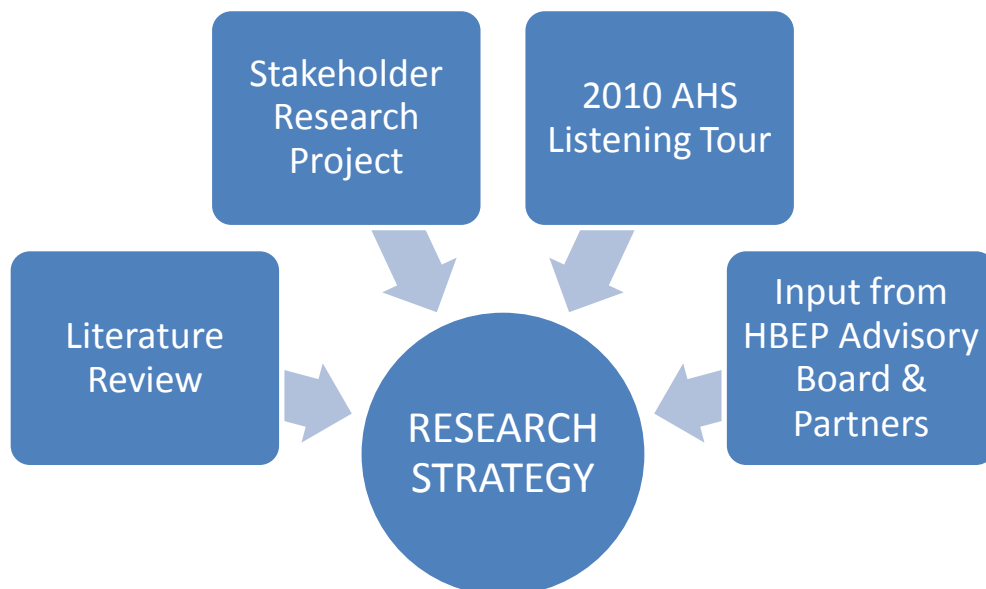 Stakeholder
Research
Project
2010 AHS
Listening Tour
Literature
Review
Input from
HBEP Advisory
Board &
Partners
RESEARCH
STRATEGY